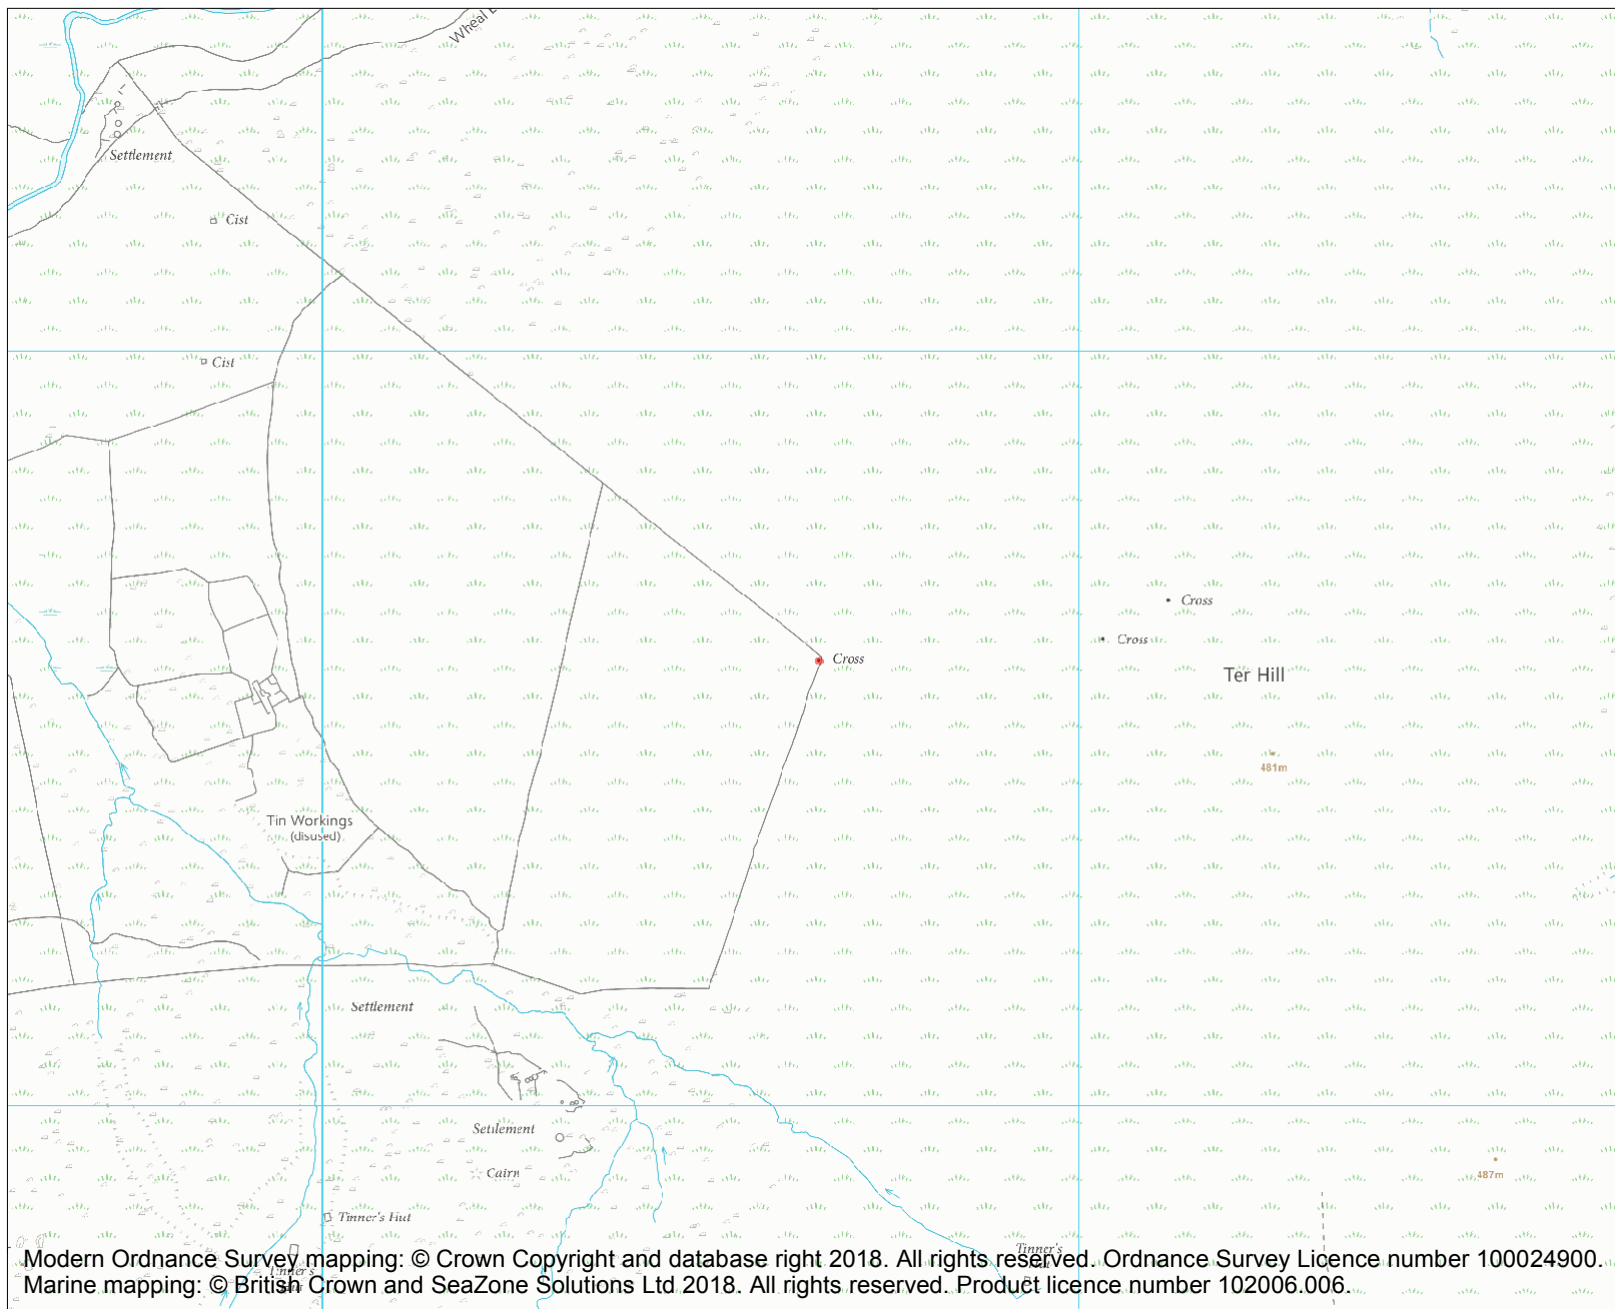 Wheal
Settlement
Cist
Cist
Cross
Cross
Cross
Ter Hill
481m
Tin Workings
(disused)
Settlement
Settlement
Cairn
487m
Tinner's Hut
Tinner's
Modern Ordnance Survey mapping: © Crown Copyright and database right 2018. All rights reserved. Ordnance Survey Licence number 100024900.
Marine mapping: © British Crown and SeaZone Solutions Ltd 2018. All rights reserved. Product licence number 102006.006.